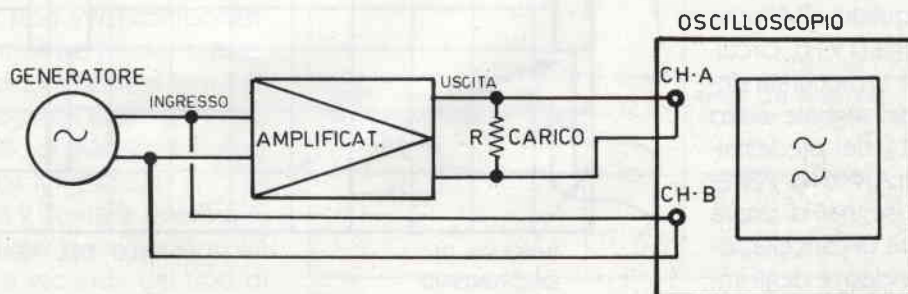 OSCILLOSCOPIO
GENERATORE
INGRESSO
AMPLIFICAT.
USCITA
R CARICO
CH-A
CH-B